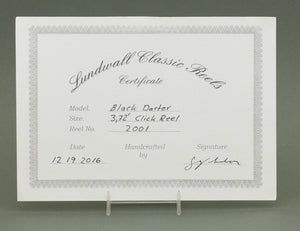 Lundwall Classic Reels
Certificate
Model. Black Darter
Size. 3,72" Click Reel
Reel No. 2001
Date Handcrafted by Signature
12.19.2016